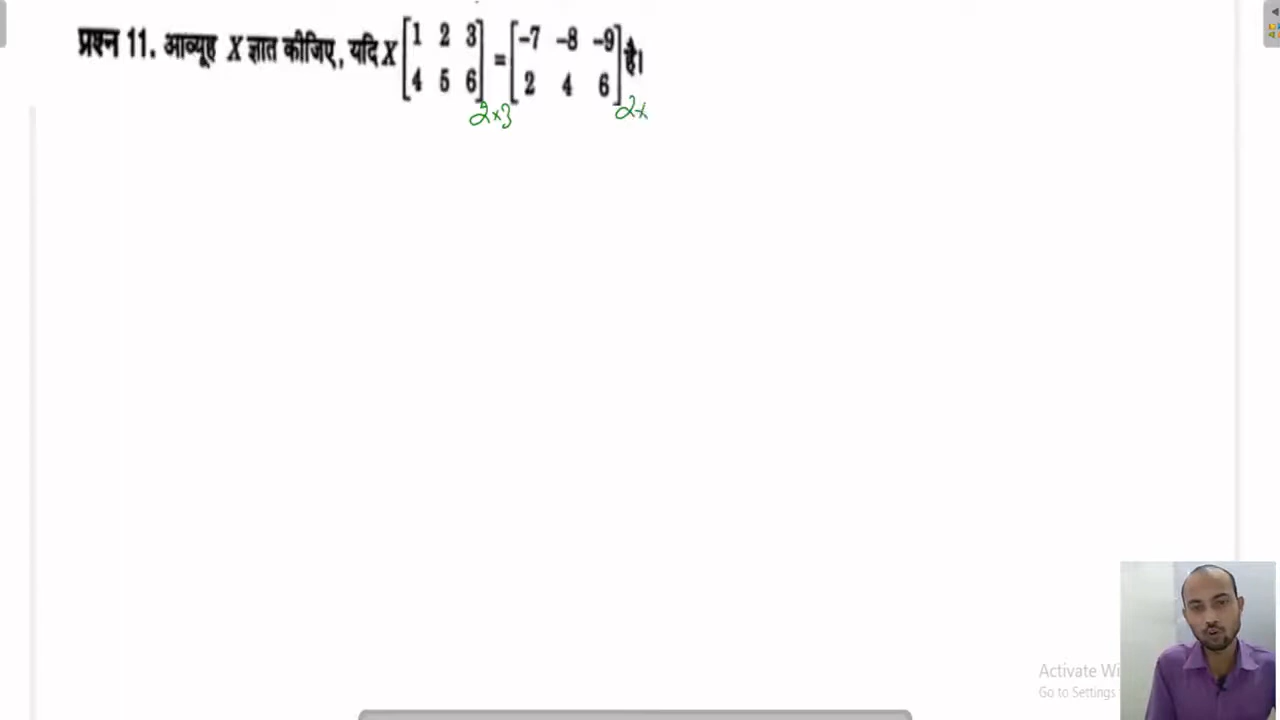 प्रश्न 11. आव्यूह X ज्ञात कीजिए, यदि X [1 2 3] = [-7 -8 -9] है।
[4 5 6] [2 4 6]
2×3 2×
Activate Wi
Go to Settings